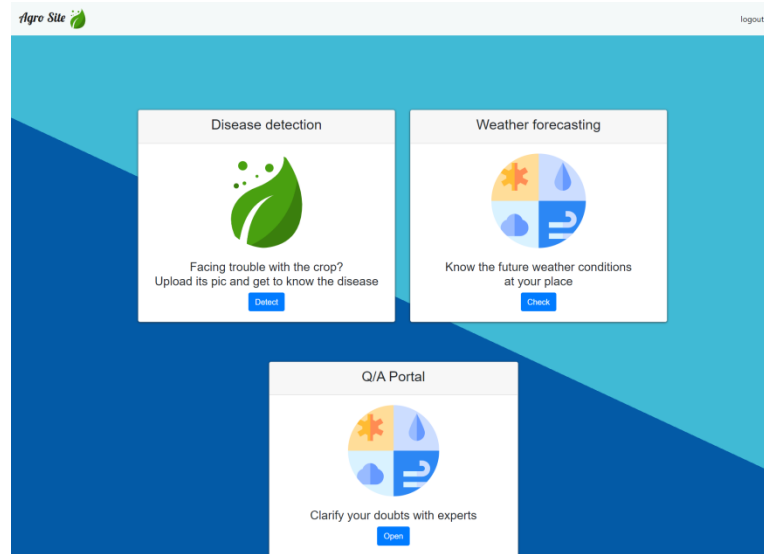 Agro Site
logout
Disease detection
Facing trouble with the crop?
Upload its pic and get to know the disease
Detect
Weather forecasting
Know the future weather conditions
at your place
Check
Q/A Portal
Clarify your doubts with experts
Open